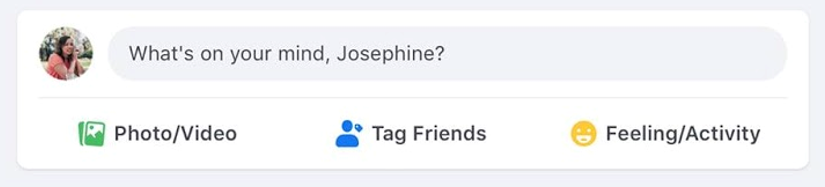 What's on your mind, Josephine?
Photo/Video Tag Friends Feeling/Activity